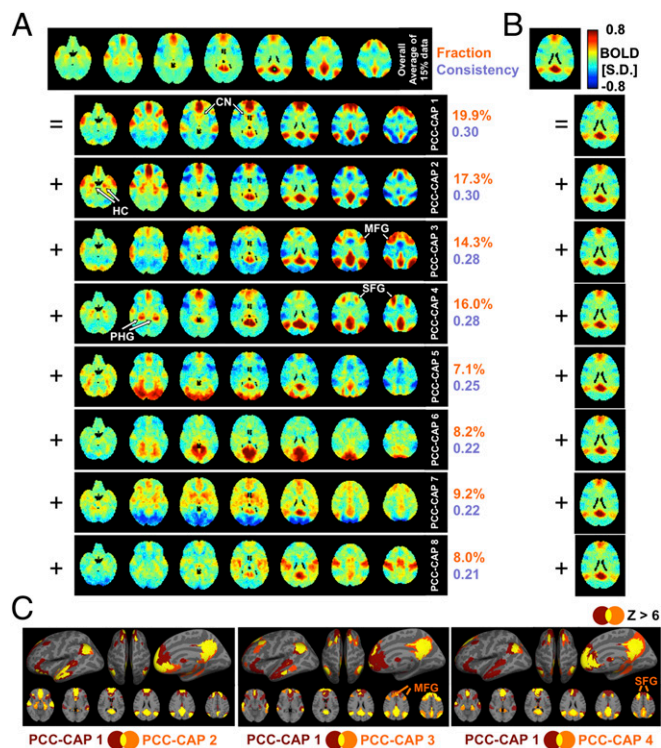 A
B
Overall
Average of
15% data
Fraction
Consistency
0.8
BOLD
[S.D.]
-0.8
=
CN
PCC-CAP 1
19.9%
0.30
=
+
HC
PCC-CAP 2
17.3%
0.30
+
+
MFG
PCC-CAP 3
14.3%
0.28
+
+
PHG
SFG
PCC-CAP 4
16.0%
0.28
+
+
PCC-CAP 5
7.1%
0.25
+
+
PCC-CAP 6
8.2%
0.22
+
+
PCC-CAP 7
9.2%
0.22
+
+
PCC-CAP 8
8.0%
0.21
+
C
Z > 6
MFG
SFG
PCC-CAP 1 PCC-CAP 2
PCC-CAP 1 PCC-CAP 3
PCC-CAP 1 PCC-CAP 4